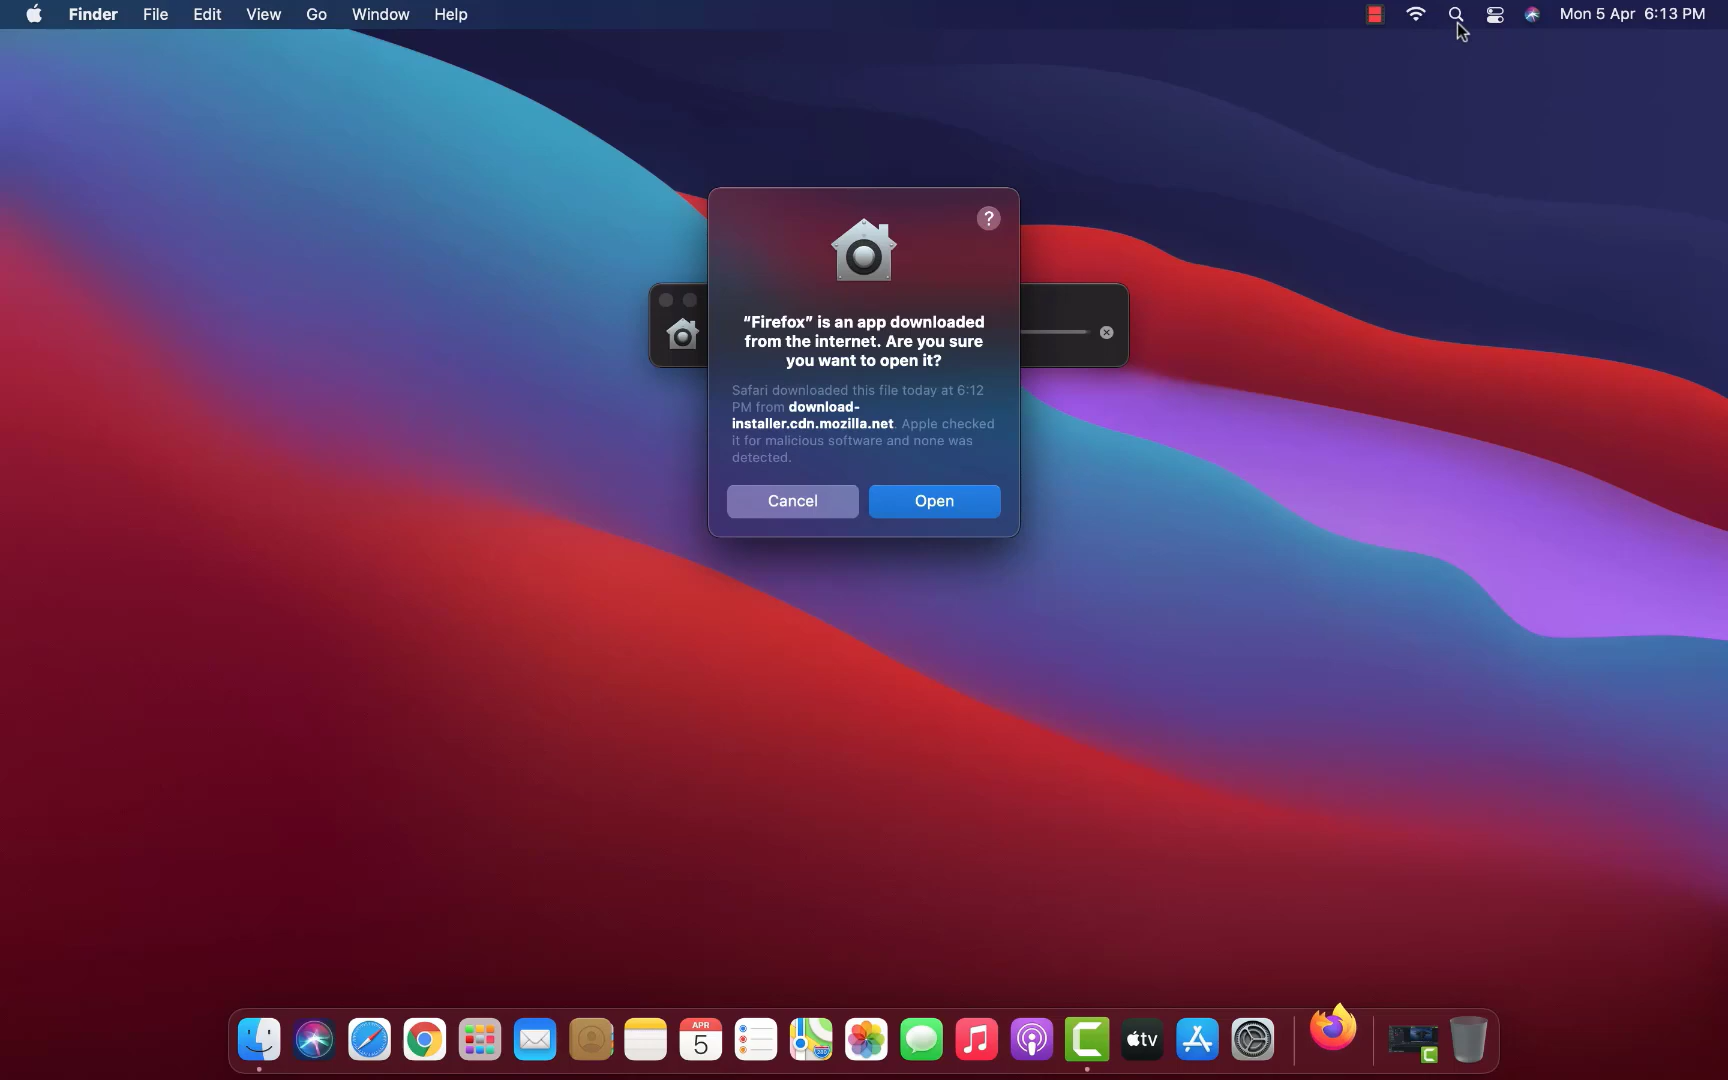 Finder File Edit View Go Window Help Mon 5 Apr 6:13 PM
?
“Firefox” is an app downloaded
from the internet. Are you sure
you want to open it?
Safari downloaded this file today at 6:12
PM from download-
installer.cdn.mozilla.net. Apple checked
it for malicious software and none was
detected.
Cancel Open
APR
5
tv